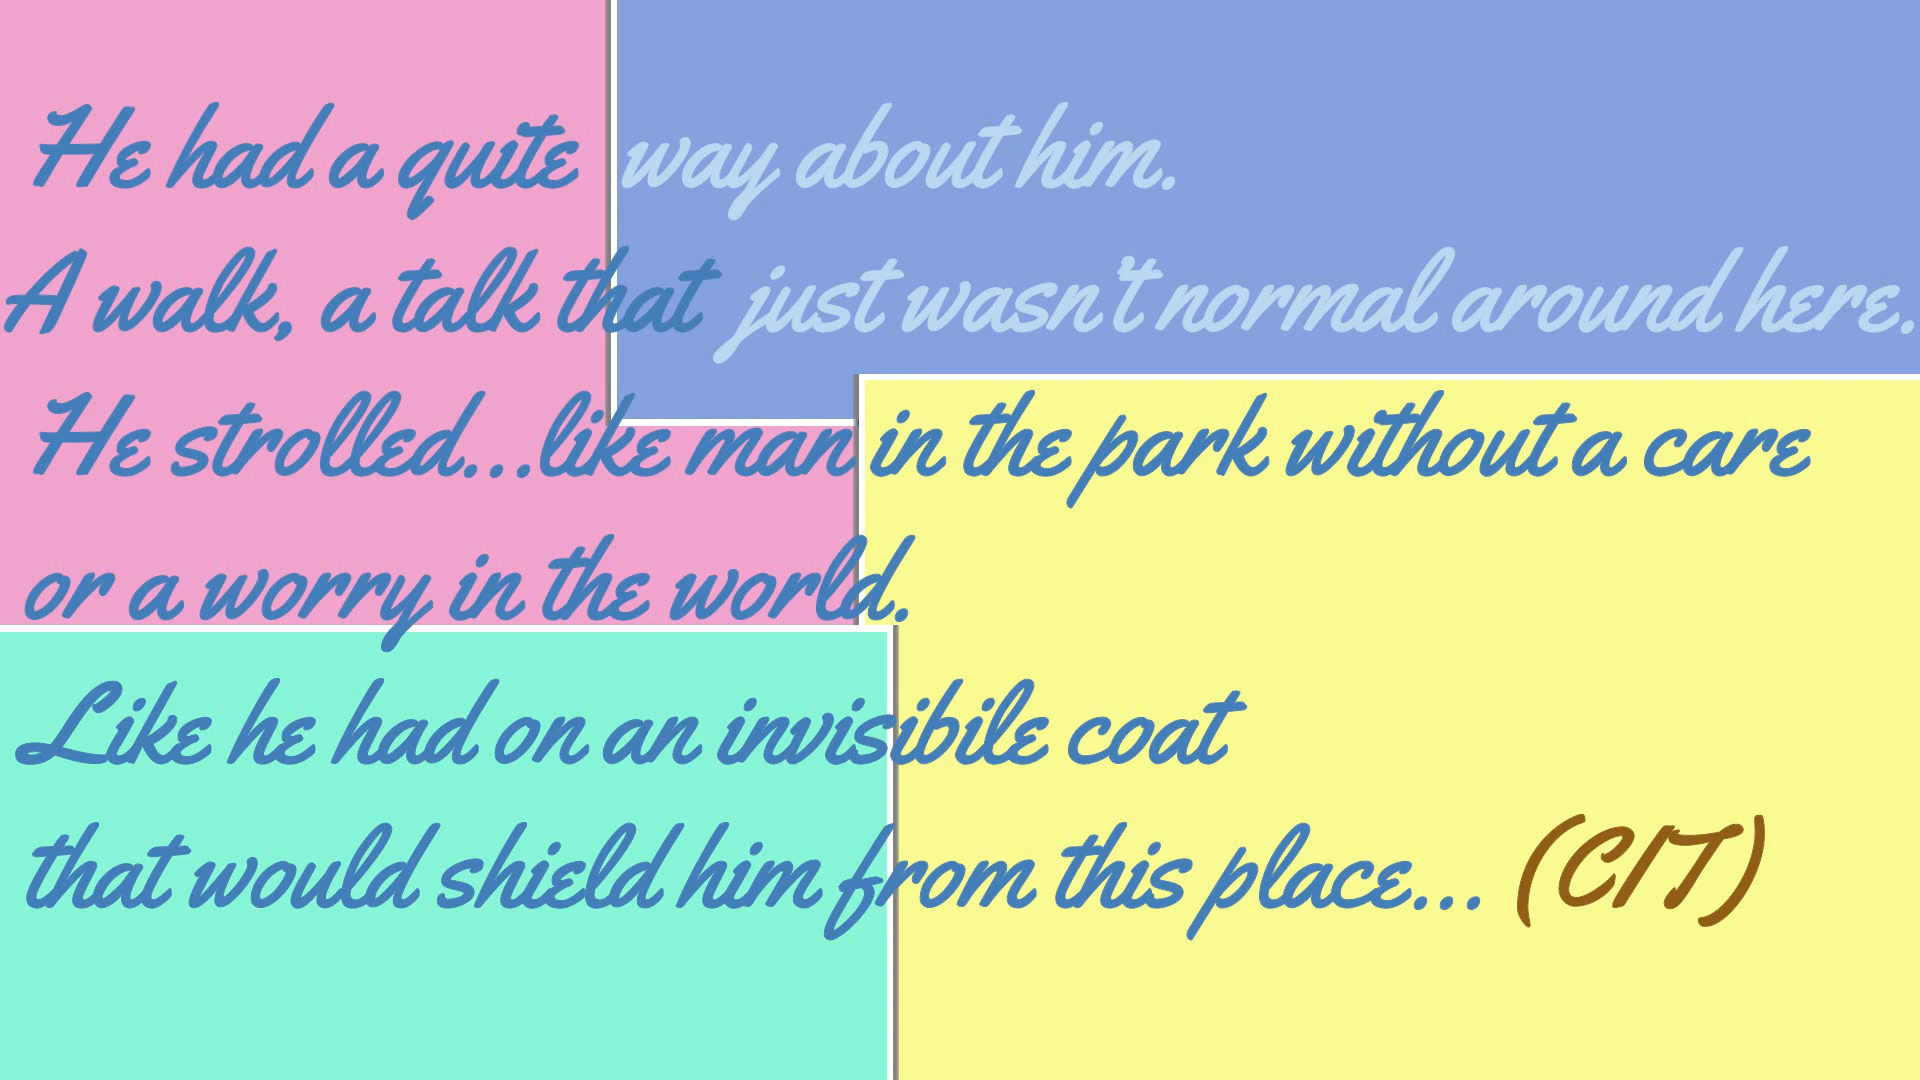 He had a quite way about him.
A walk, a talk that just wasn't normal around here.
He strolled...like man in the park without a care
or a worry in the world.
Like he had on an invisibile coat
that would shield him from this place... (CIT)